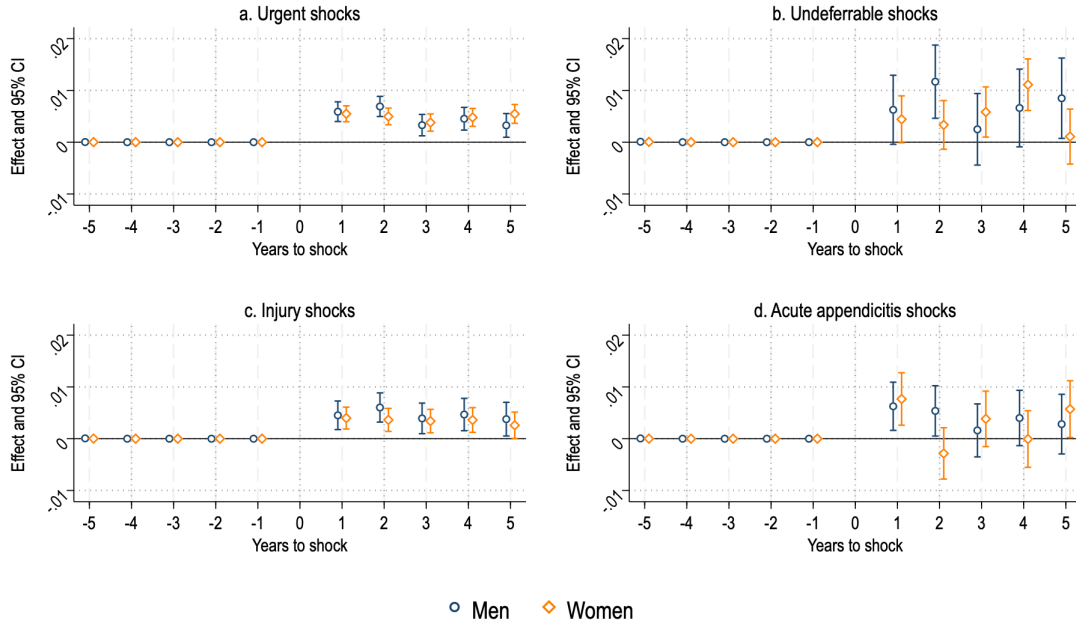 a. Urgent shocks
Effect and 95% CI
.02
.01
0
-.01
-5 -4 -3 -2 -1 0 1 2 3 4 5
Years to shock
b. Undeferrable shocks
Effect and 95% CI
.02
.01
0
-.01
-5 -4 -3 -2 -1 0 1 2 3 4 5
Years to shock
c. Injury shocks
Effect and 95% CI
.02
.01
0
-.01
-5 -4 -3 -2 -1 0 1 2 3 4 5
Years to shock
d. Acute appendicitis shocks
Effect and 95% CI
.02
.01
0
-.01
-5 -4 -3 -2 -1 0 1 2 3 4 5
Years to shock
Men Women